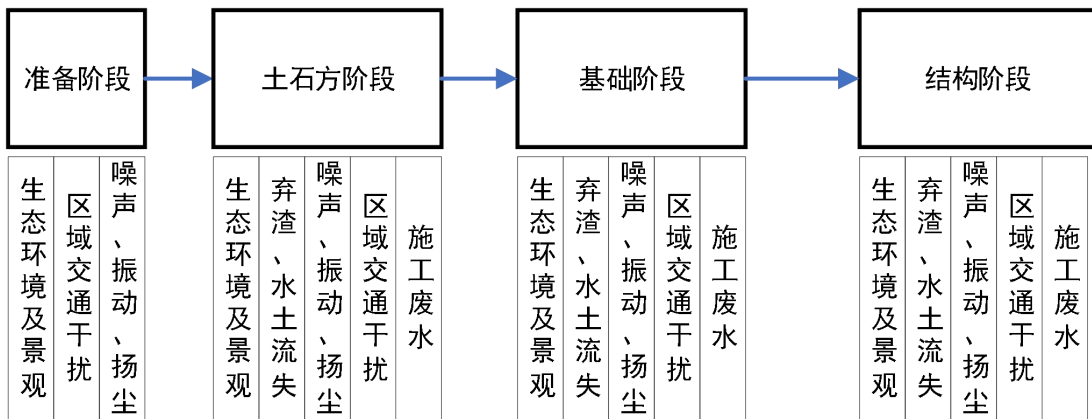 准备阶段
土石方阶段
基础阶段
结构阶段
生态环境及景观
区域交通干扰
噪声、振动、扬尘
生态环境及景观
弃渣、水土流失
噪声、振动、扬尘
区域交通干扰
施工废水
生态环境及景观
弃渣、水土流失
噪声、振动、扬尘
区域交通干扰
施工废水
生态环境及景观
弃渣、水土流失
噪声、振动、扬尘
区域交通干扰
施工废水